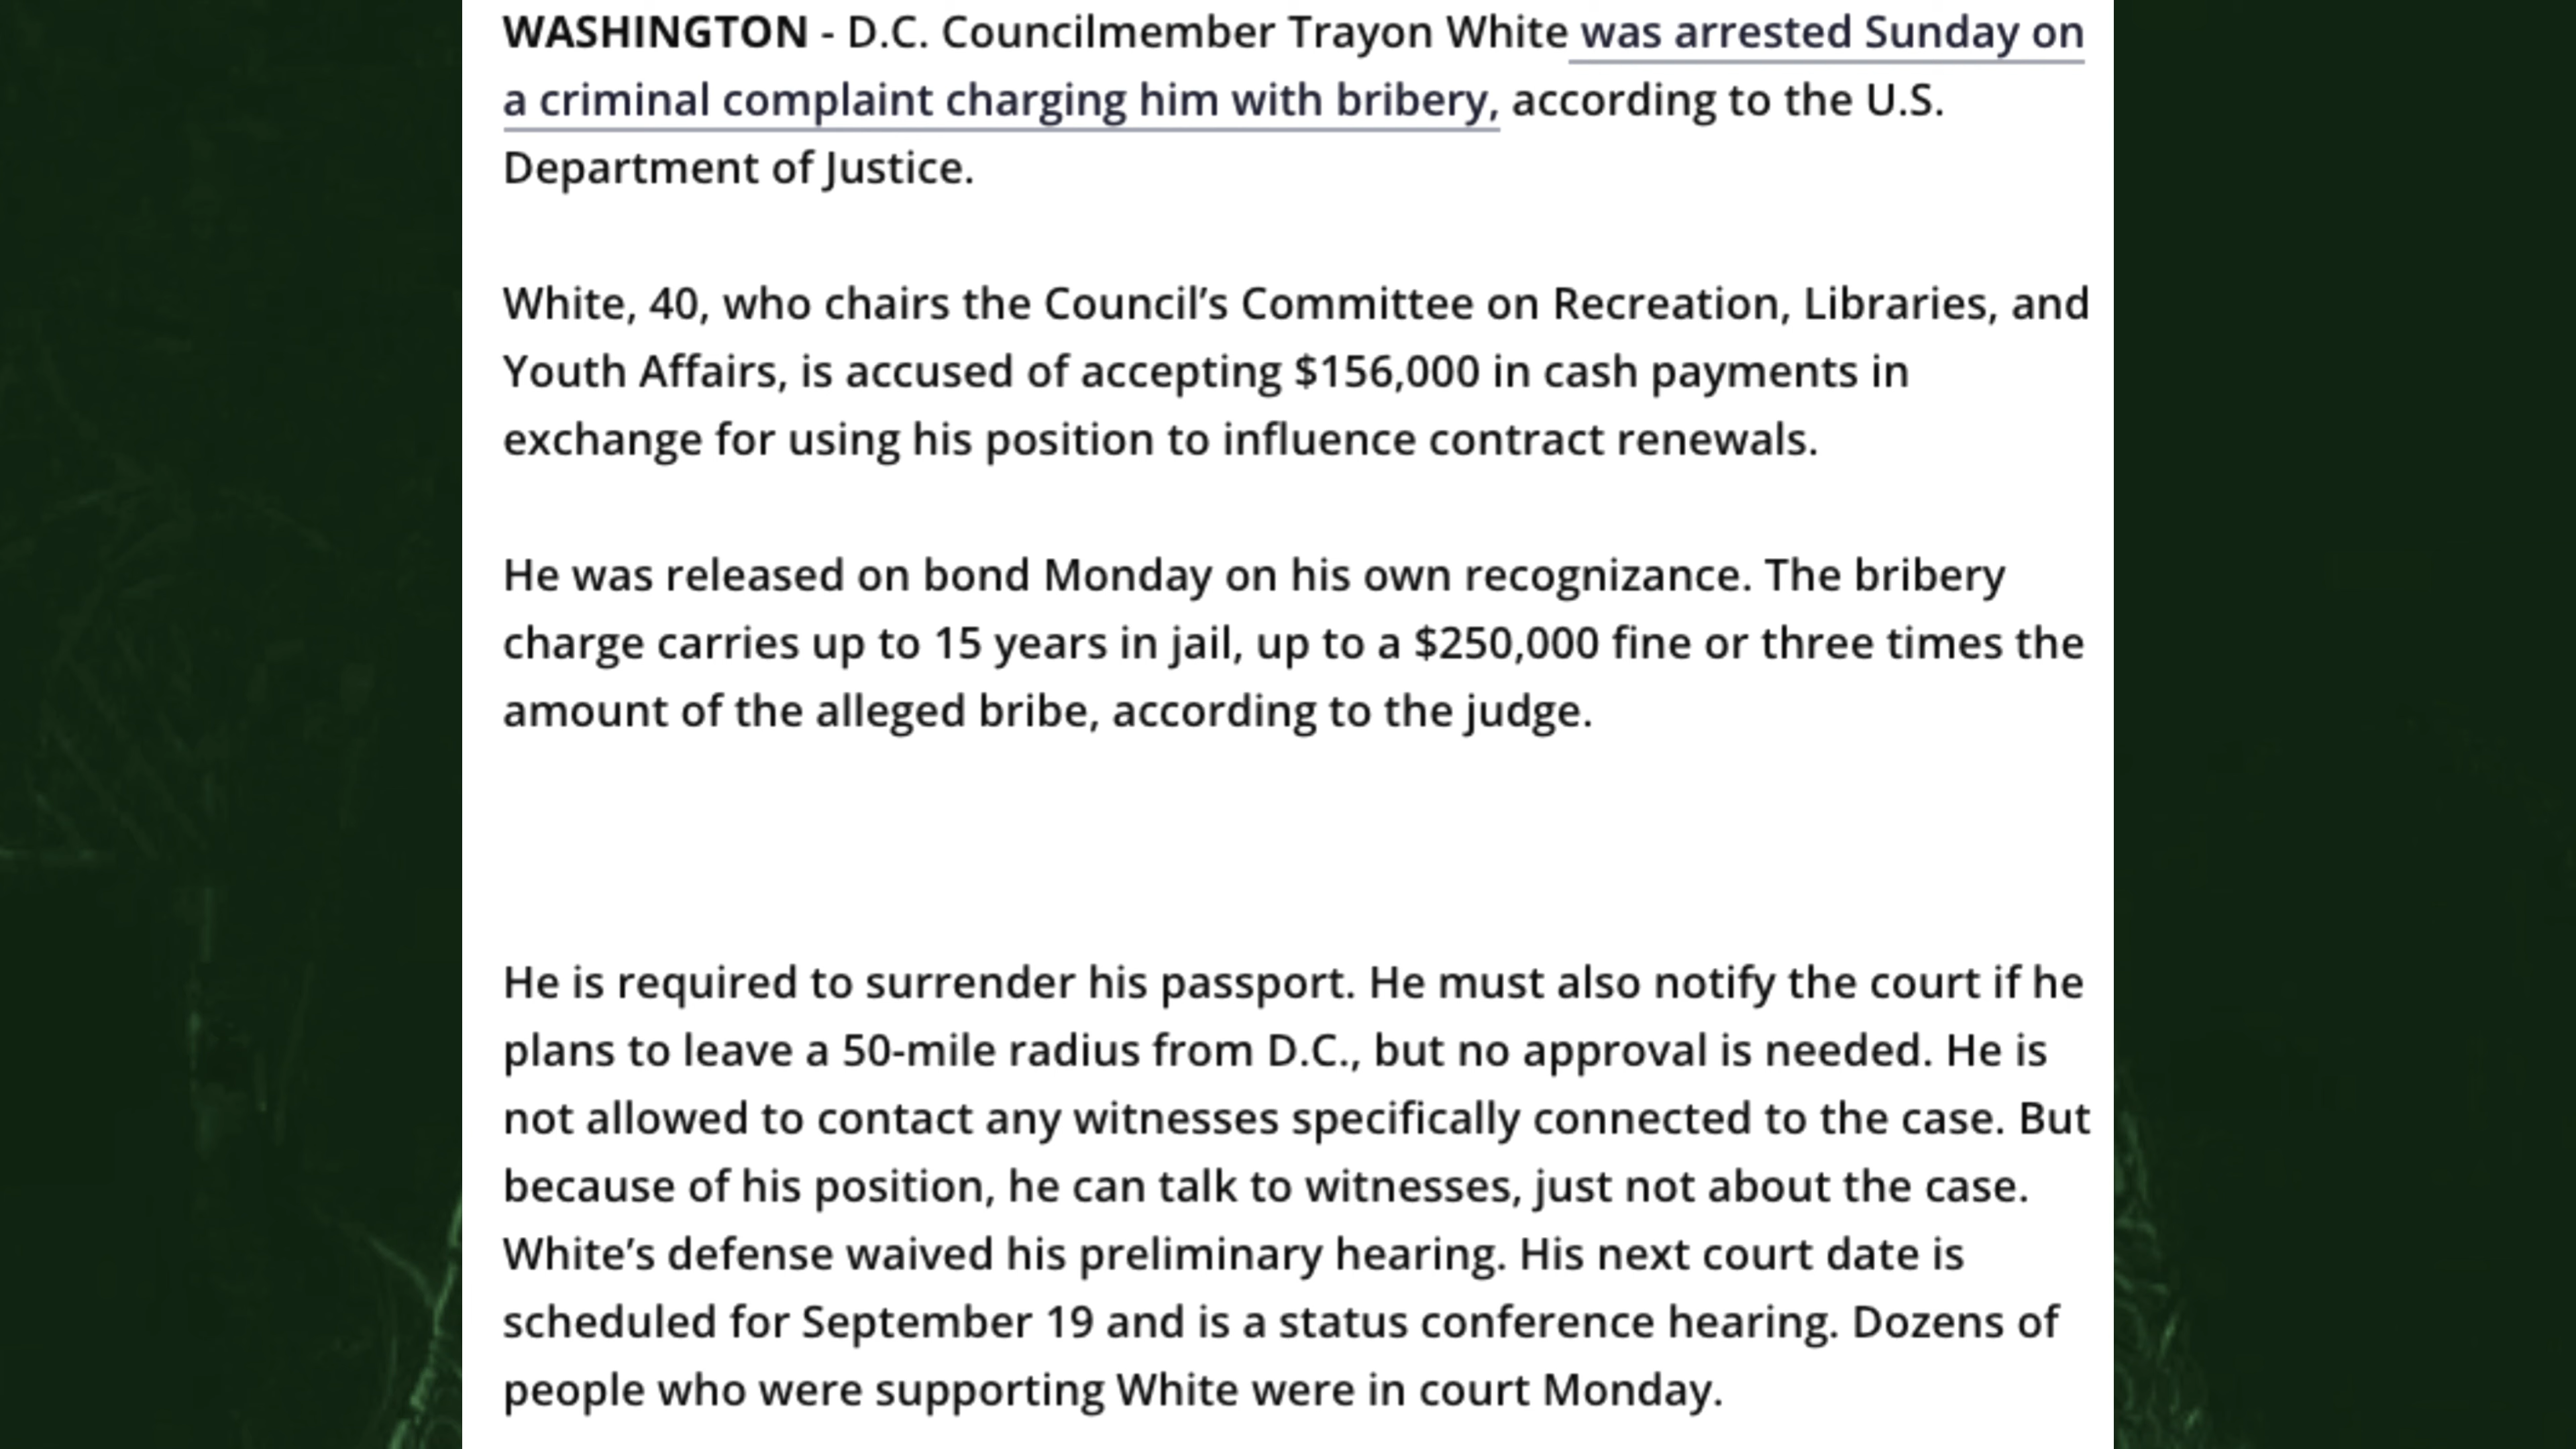 WASHINGTON - D.C. Councilmember Trayon White was arrested Sunday on
a criminal complaint charging him with bribery, according to the U.S.
Department of Justice.
White, 40, who chairs the Council’s Committee on Recreation, Libraries, and
Youth Affairs, is accused of accepting $156,000 in cash payments in
exchange for using his position to influence contract renewals.
He was released on bond Monday on his own recognizance. The bribery
charge carries up to 15 years in jail, up to a $250,000 fine or three times the
amount of the alleged bribe, according to the judge.
He is required to surrender his passport. He must also notify the court if he
plans to leave a 50-mile radius from D.C., but no approval is needed. He is
not allowed to contact any witnesses specifically connected to the case. But
because of his position, he can talk to witnesses, just not about the case.
White’s defense waived his preliminary hearing. His next court date is
scheduled for September 19 and is a status conference hearing. Dozens of
people who were supporting White were in court Monday.